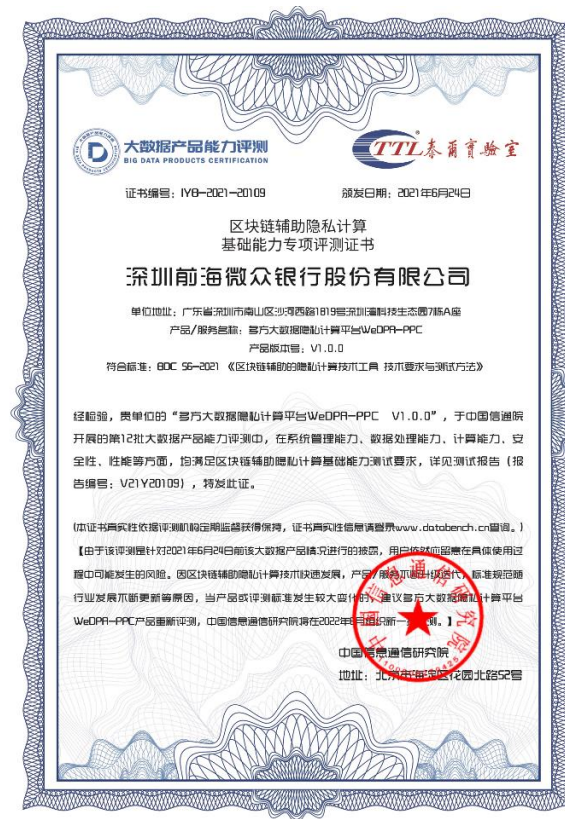 大数据产品能力评测
BIG DATA PRODUCTS CERTIFICATION
TTL泰尔實驗室
证书编号：IY8-2021-20109
颁发日期：2021年6月24日
区块链辅助隐私计算
基础能力专项评测证书
深圳前海微众银行股份有限公司
单位地址：广东省深圳市南山区沙河西路1819号深圳湾科技生态园7栋A座
产品/服务名称：多方大数据隐私计算平台WeDPR-PPC
产品版本号：V1.0.0
符合标准：BDC 56-2021 《区块链辅助的隐私计算技术工具 技术要求与测试方法》
经检验，贵单位的“多方大数据隐私计算平台WeDPR-PPC V1.0.0”，于中国信通院
开展的第12批大数据产品能力评测中，在系统管理能力、数据处理能力、计算能力、安
全性、性能等方面，均满足区块链辅助隐私计算基础能力测试要求，详见测试报告（报
告编号：V21Y20109），特发此证。
(本证书真实性依据评测机构定期监督获得保持，证书真实性信息请登录www.databench.cn查询。)
【由于该评测是针对2021年6月24日前该大数据产品情况进行的披露，用户依然应留意在具体使用过
程中可能发生的风险。因区块链辅助隐私计算技术快速发展，产品/服务不断升级迭代，标准规范随
行业发展不断更新等原因，当产品或评测标准发生较大变化时，建议多方大数据隐私计算平台
WeDPR-PPC产品重新评测，中国信息通信研究院将在2022年6月组织新一轮评测。】
中国信息通信研究院
中国信息通信研究院
地址：北京市海淀区花园北路52号